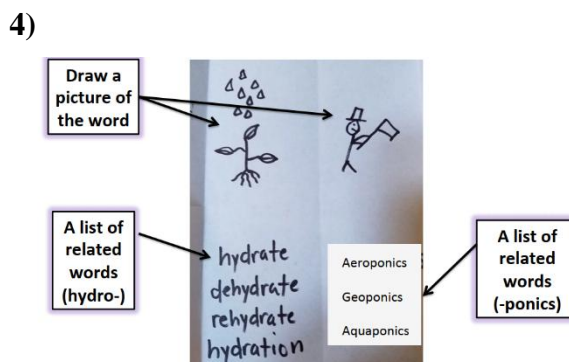 4)
Draw a
picture of
the word
A list of
related
words
(hydro-)
hydrate
dehydrate
rehydrate
hydration
Aeroponics
Geoponics
Aquaponics
A list of
related
words
(-ponics)